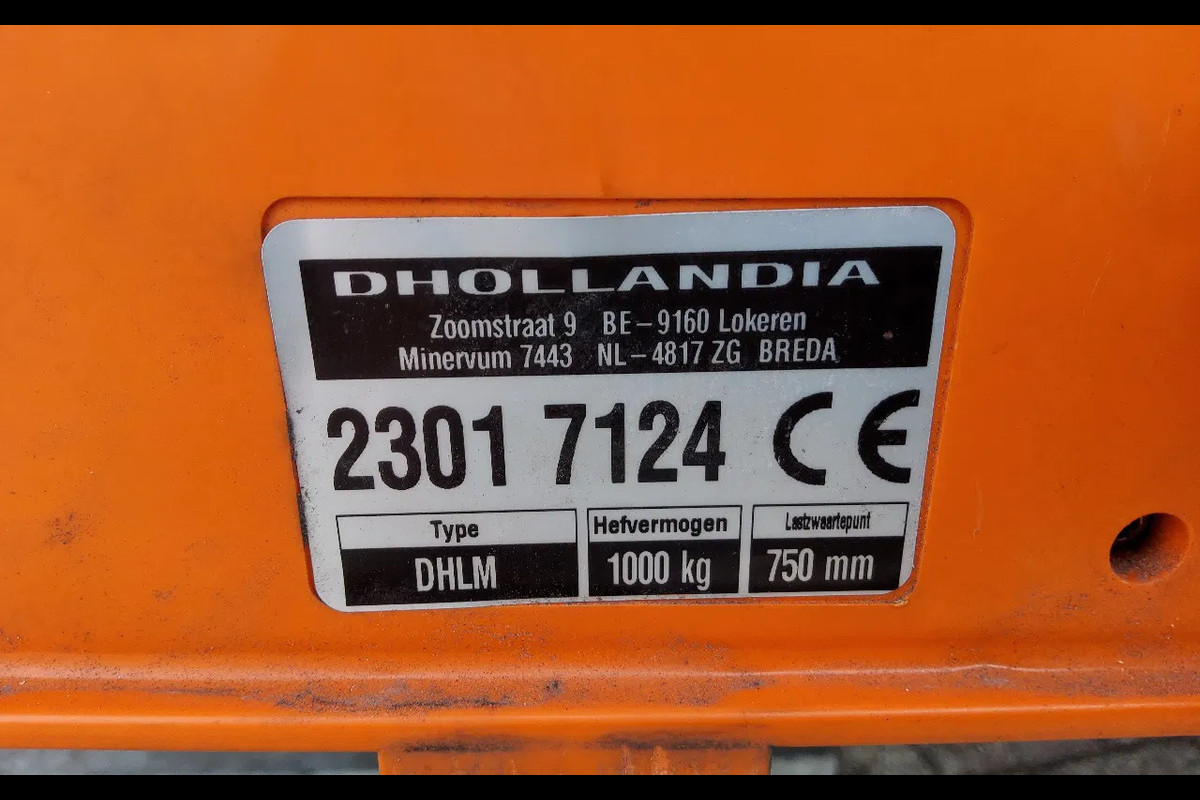 DHOLLANDIA
Zoomstraat 9 BE-9160 Lokeren
Minervum 7443 NL-4817 ZG BREDA
2301 7124 CE
Type Hefvermogen Lastzwaartepunt
DHLM 1000 kg 750 mm